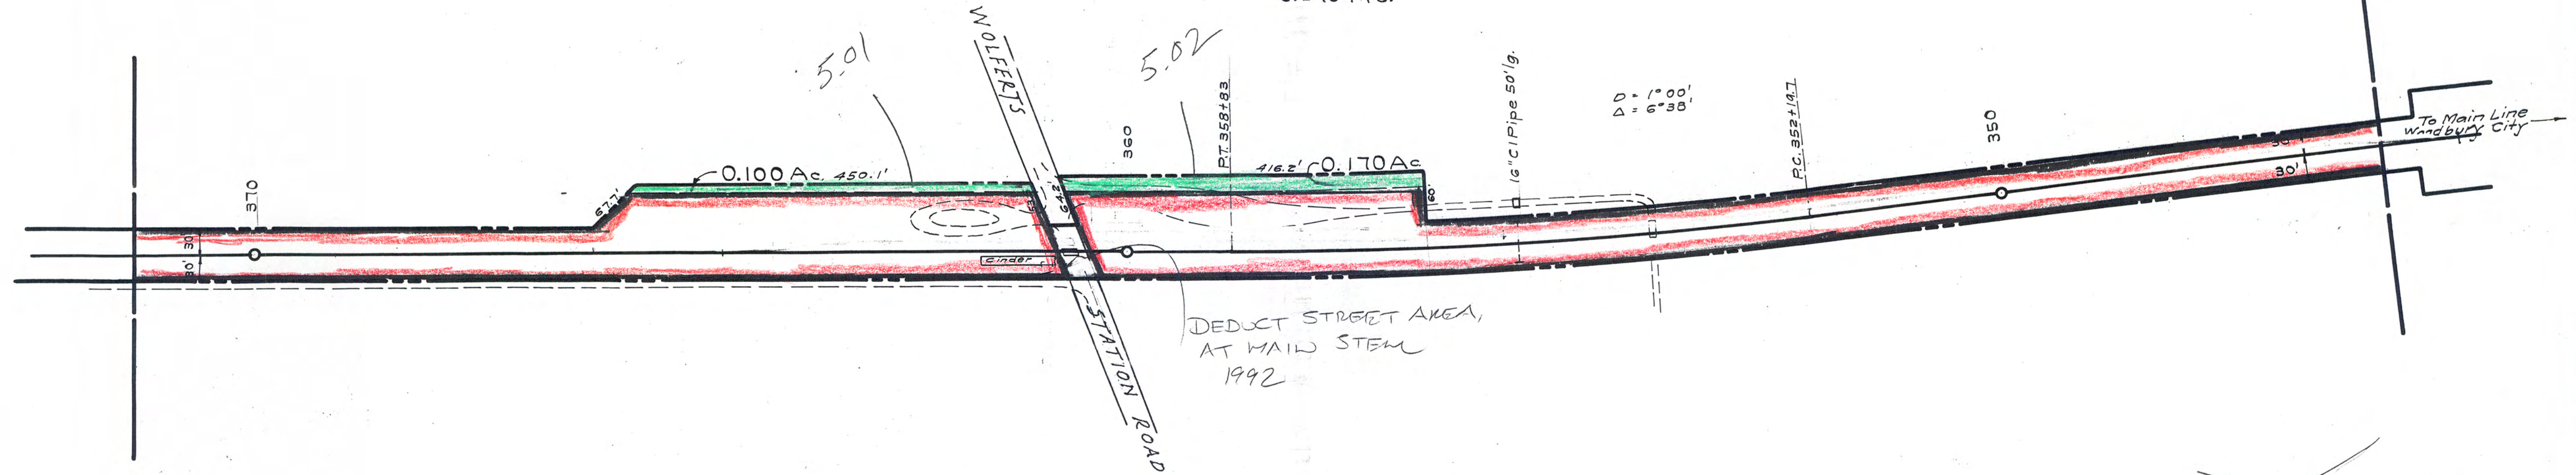 5.01
WOLFERTS
5.02
360
P.T. 358+83
16" C.I. Pipe 50' lg.
D = 1° 00'
Δ = 6° 38'
P.C. 352+19.7
350
To Main Line
Woodbury City
30'
30'
370
0.100 Ac. 450.1'
67.7'
64.2'
416.2'
0.170 Ac.
60'
30'
30'
cinder
STATION ROAD
DEDUCT STREET AREA,
AT MAIN STEM
1992